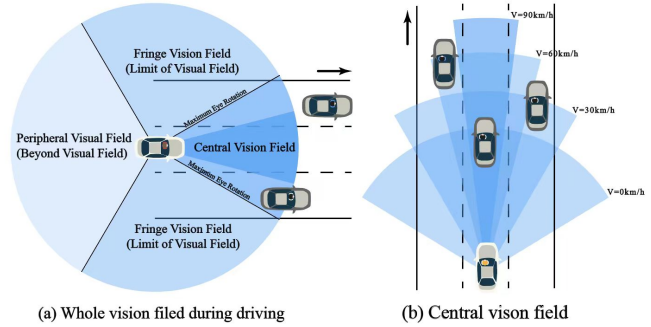 Fringe Vision Field
(Limit of Visual Field)
Maximum Eye Rotation
Peripheral Visual Field
(Beyond Visual Field)
Central Vision Field
Maximum Eye Rotation
Fringe Vision Field
(Limit of Visual Field)
(a) Whole vision filed during driving
V=90km/h
V=60km/h
V=30km/h
V=0km/h
(b) Central vison field